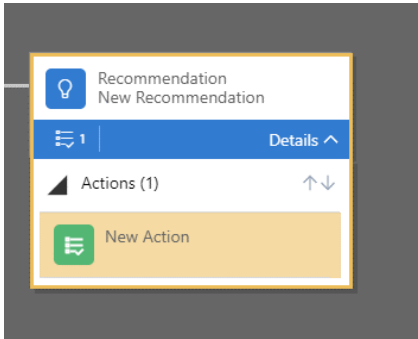 Recommendation
New Recommendation
1
Details
Actions (1)
New Action